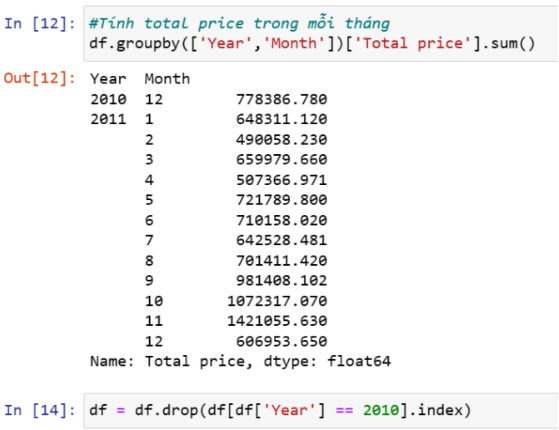 In [12]: #Tính total price trong mỗi tháng
df.groupby(['Year','Month'])['Total price'].sum()
Out[12]: Year Month
2010 12 778386.780
2011 1 648311.120
2 490058.230
3 659979.660
4 507366.971
5 721789.800
6 710158.020
7 642528.481
8 701411.420
9 981408.102
10 1072317.070
11 1421055.630
12 606953.650
Name: Total price, dtype: float64
In [14]: df = df.drop(df[df['Year'] == 2010].index)